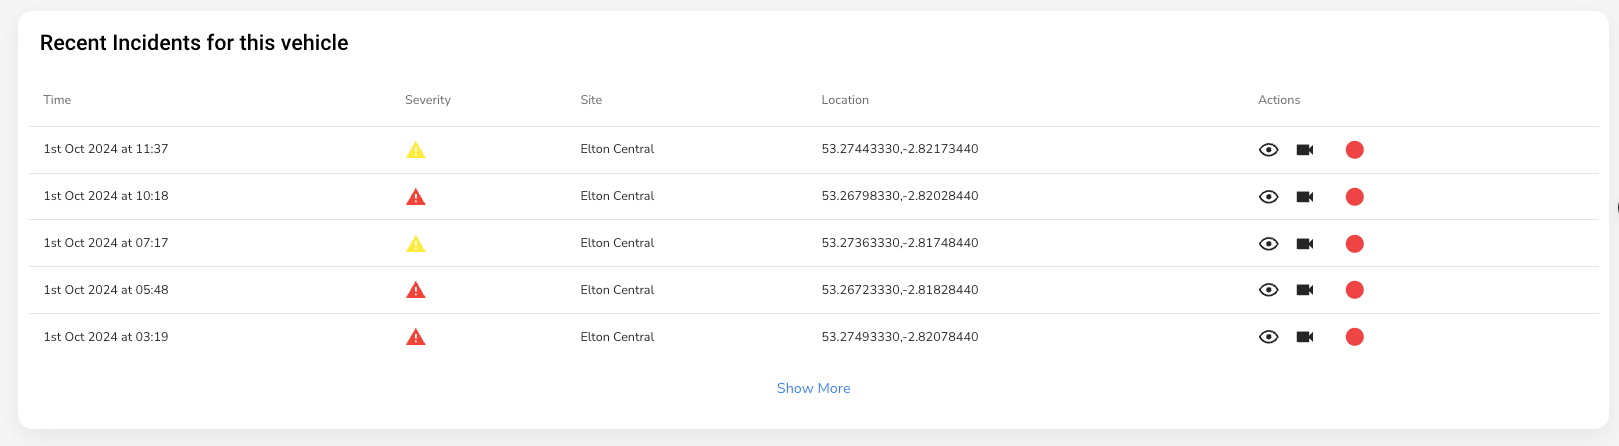 Recent Incidents for this vehicle
Time Severity Site Location Actions
1st Oct 2024 at 11:37 Elton Central 53.27443330,-2.82173440
1st Oct 2024 at 10:18 Elton Central 53.26798330,-2.82028440
1st Oct 2024 at 07:17 Elton Central 53.27363330,-2.81748440
1st Oct 2024 at 05:48 Elton Central 53.26723330,-2.81828440
1st Oct 2024 at 03:19 Elton Central 53.27493330,-2.82078440
Show More